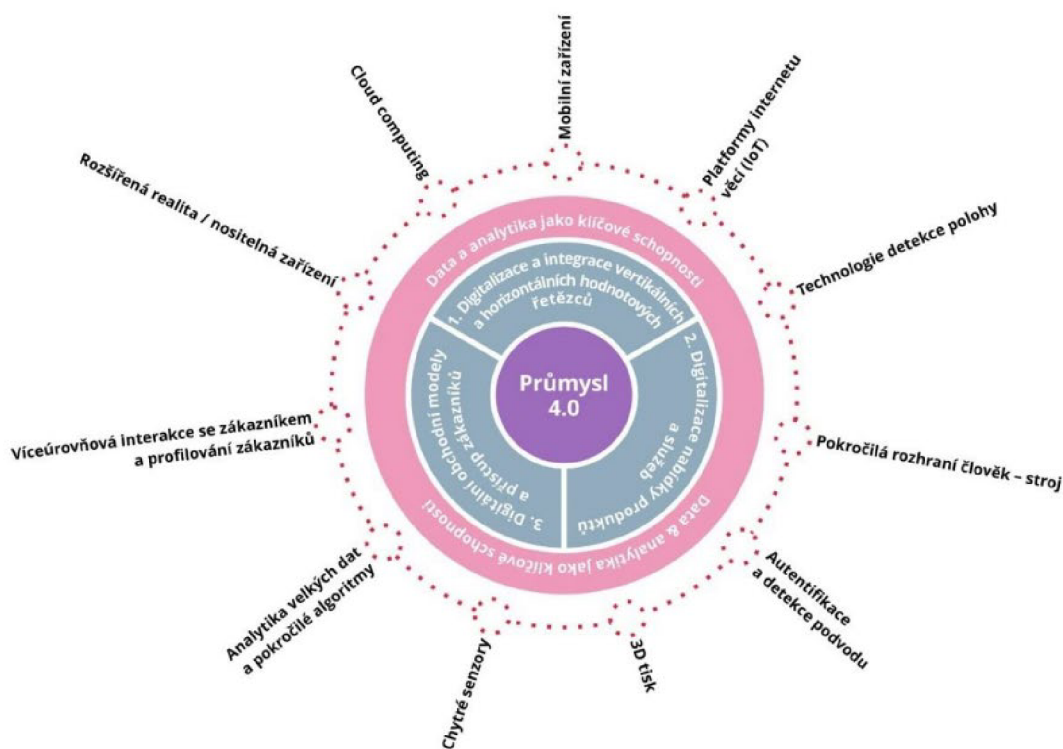 Mobilní zařízení
Platformy internetu
věcí (IoT)
Technologie detekce polohy
Pokročilá rozhraní člověk – stroj
Autentifikace
a detekce podvodu
3D tisk
Chytré senzory
Analytika velkých dat
a pokročilé algoritmy
Víceúrovňová interakce se zákazníkem
a profilování zákazníků
Rozšířená realita / nositelná zařízení
Cloud computing
Data a analytika jako klíčové schopnosti
1. Digitalizace a integrace vertikálních
a horizontálních hodnotových
řetězců
2. Digitalizace nabídky produktů
a služeb
3. Digitální obchodní modely
a přístup zákazníků
Data & analytika jako klíčové schopnosti
Průmysl
4.0